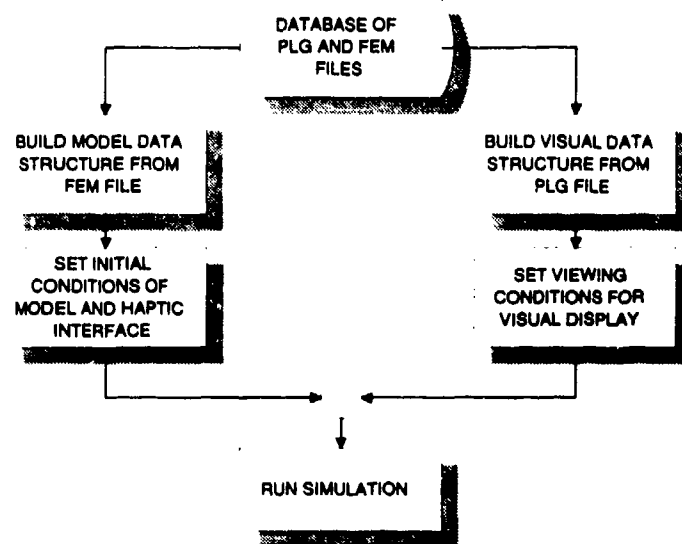 DATABASE OF
PLG AND FEM
FILES
BUILD MODEL DATA
STRUCTURE FROM
FEM FILE
BUILD VISUAL DATA
STRUCTURE FROM
PLG FILE
SET INITIAL
CONDITIONS OF
MODEL AND HAPTIC
INTERFACE
SET VIEWING
CONDITIONS FOR
VISUAL DISPLAY
RUN SIMULATION